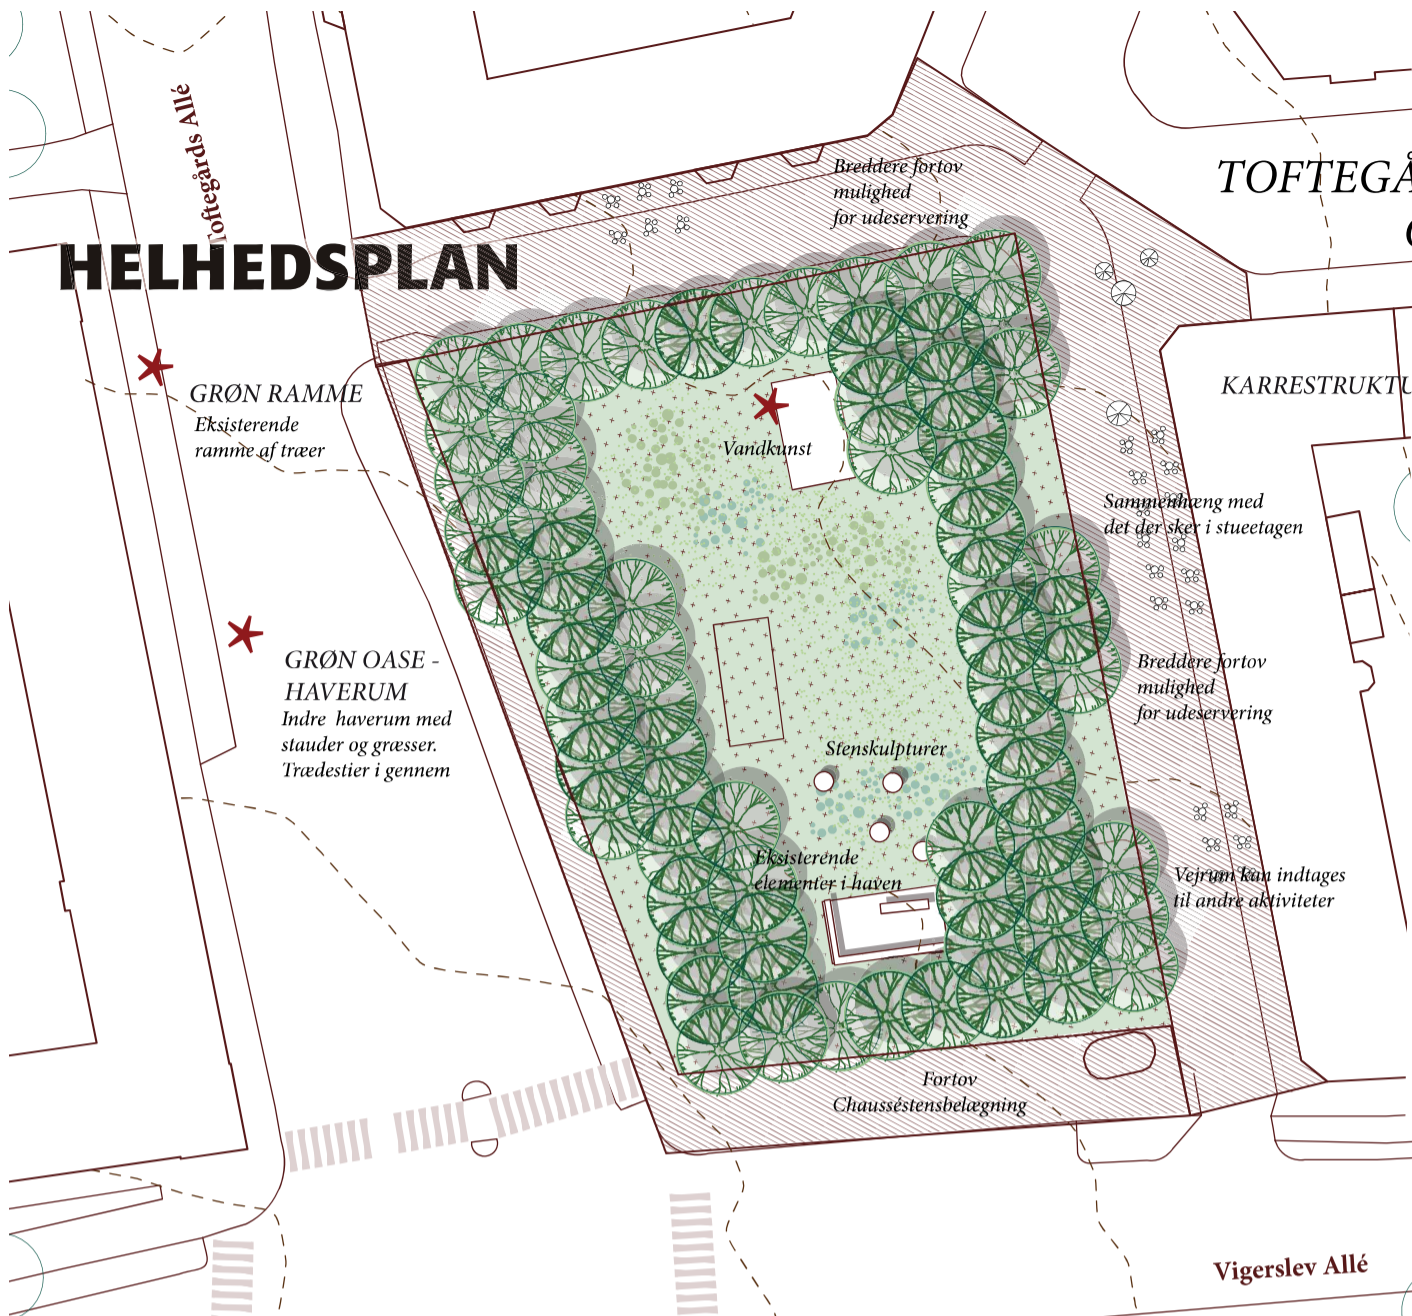 Toftegårds Allé
HELHEDSPLAN
Breddere fortov
mulighed
for udeservering
GRØN RAMME
Eksisterende
ramme af træer
Vandkunst
KARRESTRUKTU
Sammenhæng med
det der sker i stueetagen
GRØN OASE -
HAVERUM
Indre haverum med
stauder og græsser.
Trædestier i gennem
Breddere fortov
mulighed
for udeservering
Stenskulpturer
Eksisterende
elementer i haven
Vejrum kan indtages
til andre aktiviteter
Fortov
Chausséstensbelægning
Vigerslev Allé
TOFTEGÅ